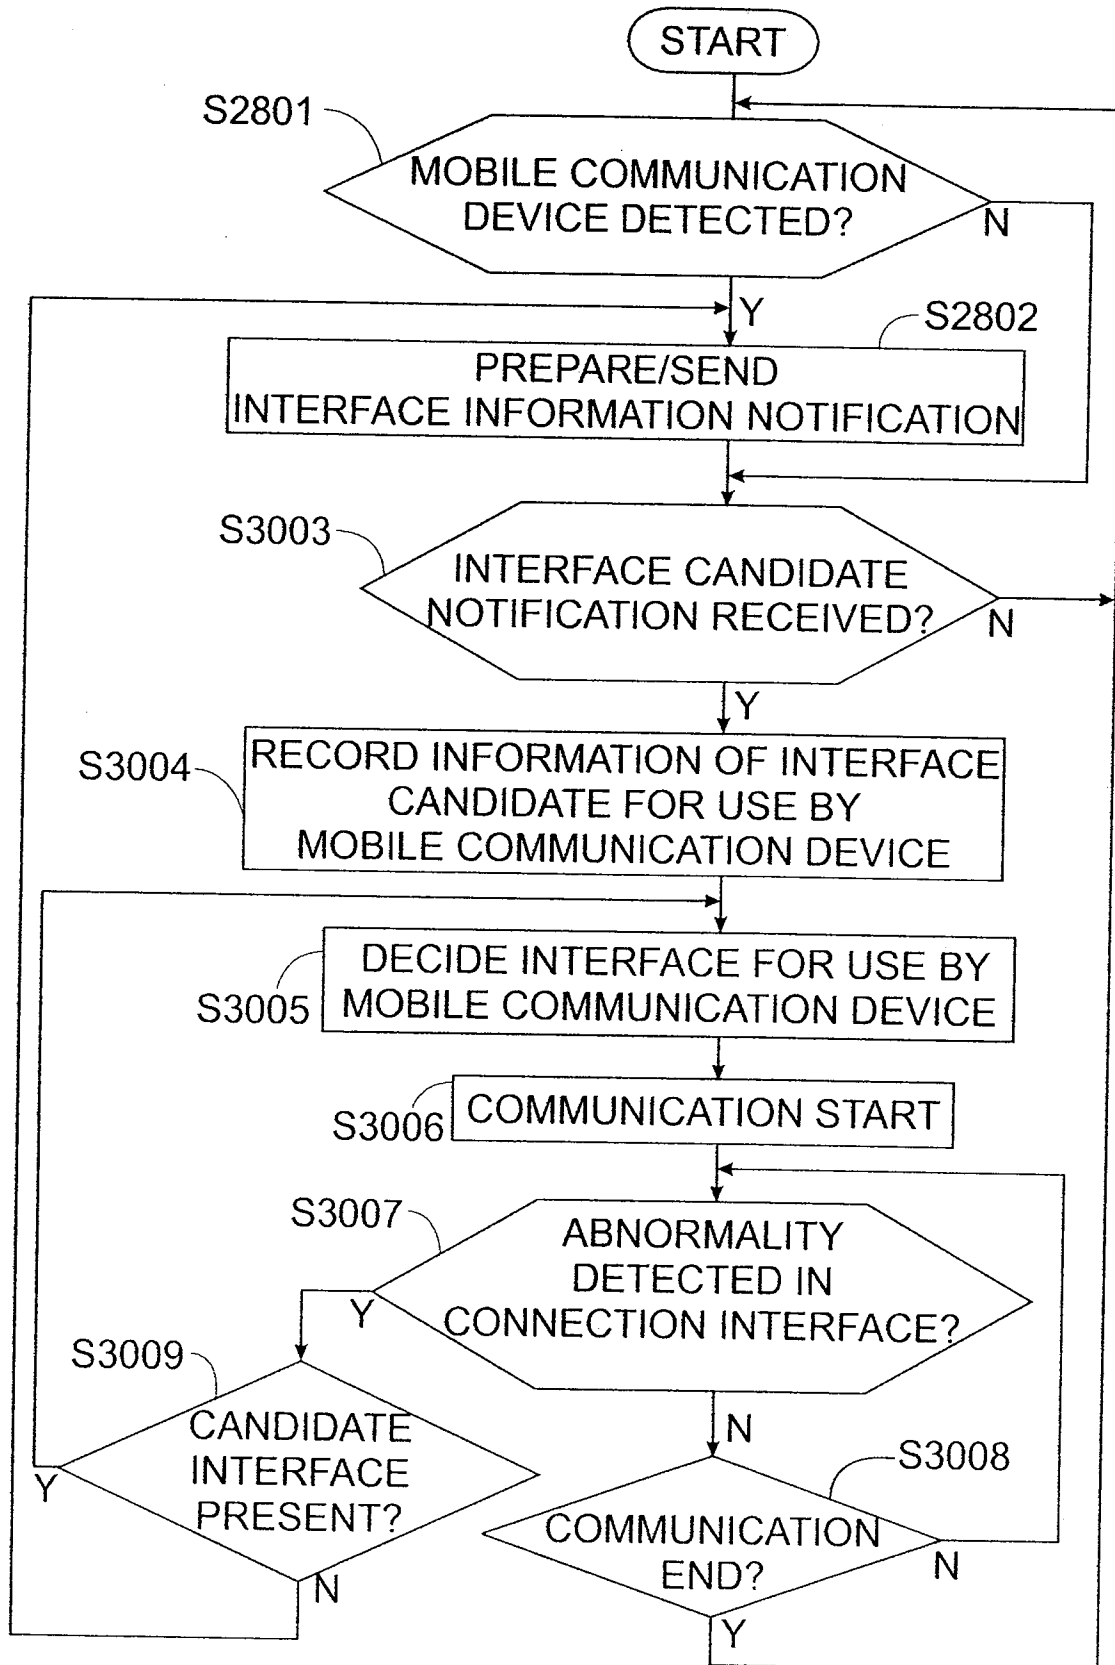 START
S2801
MOBILE COMMUNICATION
DEVICE DETECTED?
N
Y
S2802
PREPARE/SEND
INTERFACE INFORMATION NOTIFICATION
S3003
INTERFACE CANDIDATE
NOTIFICATION RECEIVED?
N
Y
S3004
RECORD INFORMATION OF INTERFACE
CANDIDATE FOR USE BY
MOBILE COMMUNICATION DEVICE
S3005
DECIDE INTERFACE FOR USE BY
MOBILE COMMUNICATION DEVICE
S3006
COMMUNICATION START
S3007
ABNORMALITY
DETECTED IN
CONNECTION INTERFACE?
Y
N
S3009
CANDIDATE
INTERFACE
PRESENT?
Y
N
S3008
COMMUNICATION
END?
N
Y